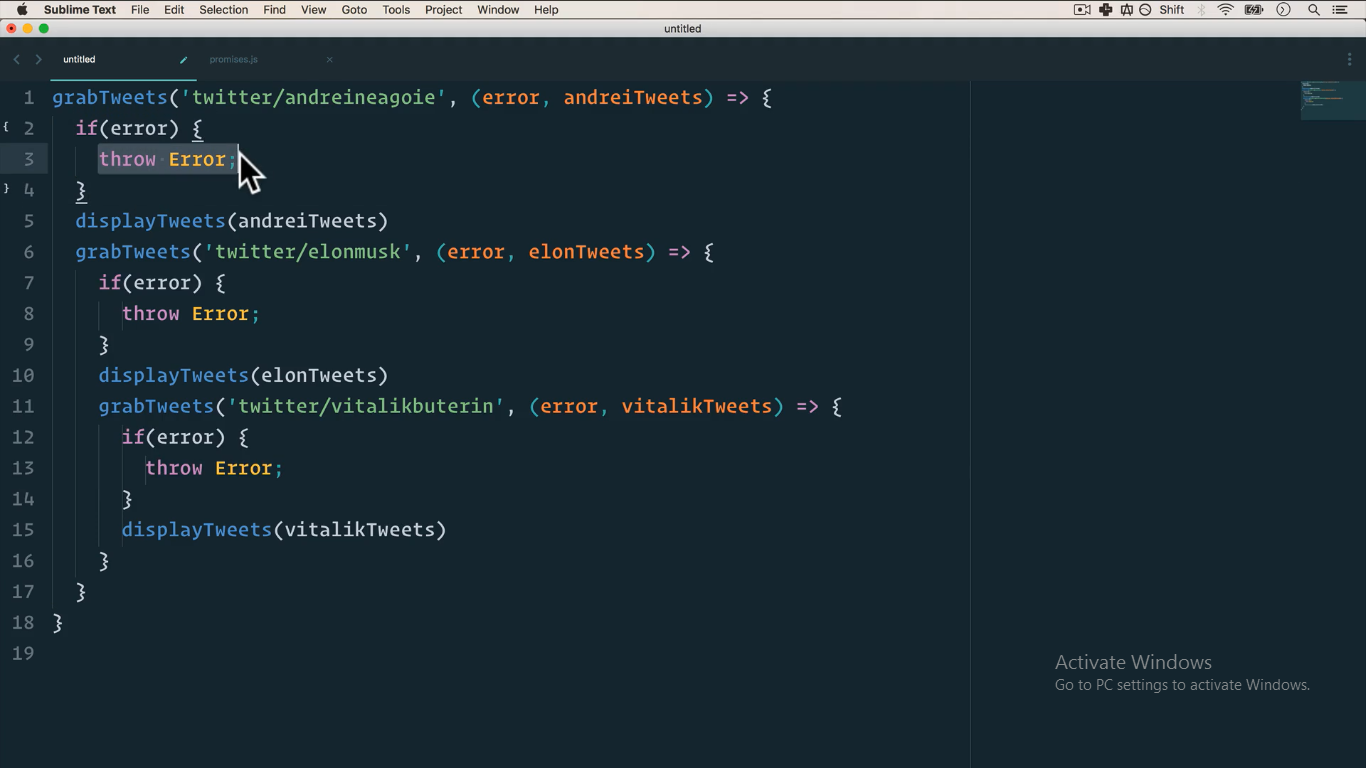 Sublime Text File Edit Selection Find View Goto Tools Project Window Help Shift
untitled
untitled promises.js
1 grabTweets('twitter/andreineagoie', (error, andreiTweets) => {
2 if(error) {
3 throw Error;
4 }
5 displayTweets(andreiTweets)
6 grabTweets('twitter/elonmusk', (error, elonTweets) => {
7 if(error) {
8 throw Error;
9 }
10 displayTweets(elonTweets)
11 grabTweets('twitter/vitalikbuterin', (error, vitalikTweets) => {
12 if(error) {
13 throw Error;
14 }
15 displayTweets(vitalikTweets)
16 }
17 }
18 }
19
Activate Windows
Go to PC settings to activate Windows.